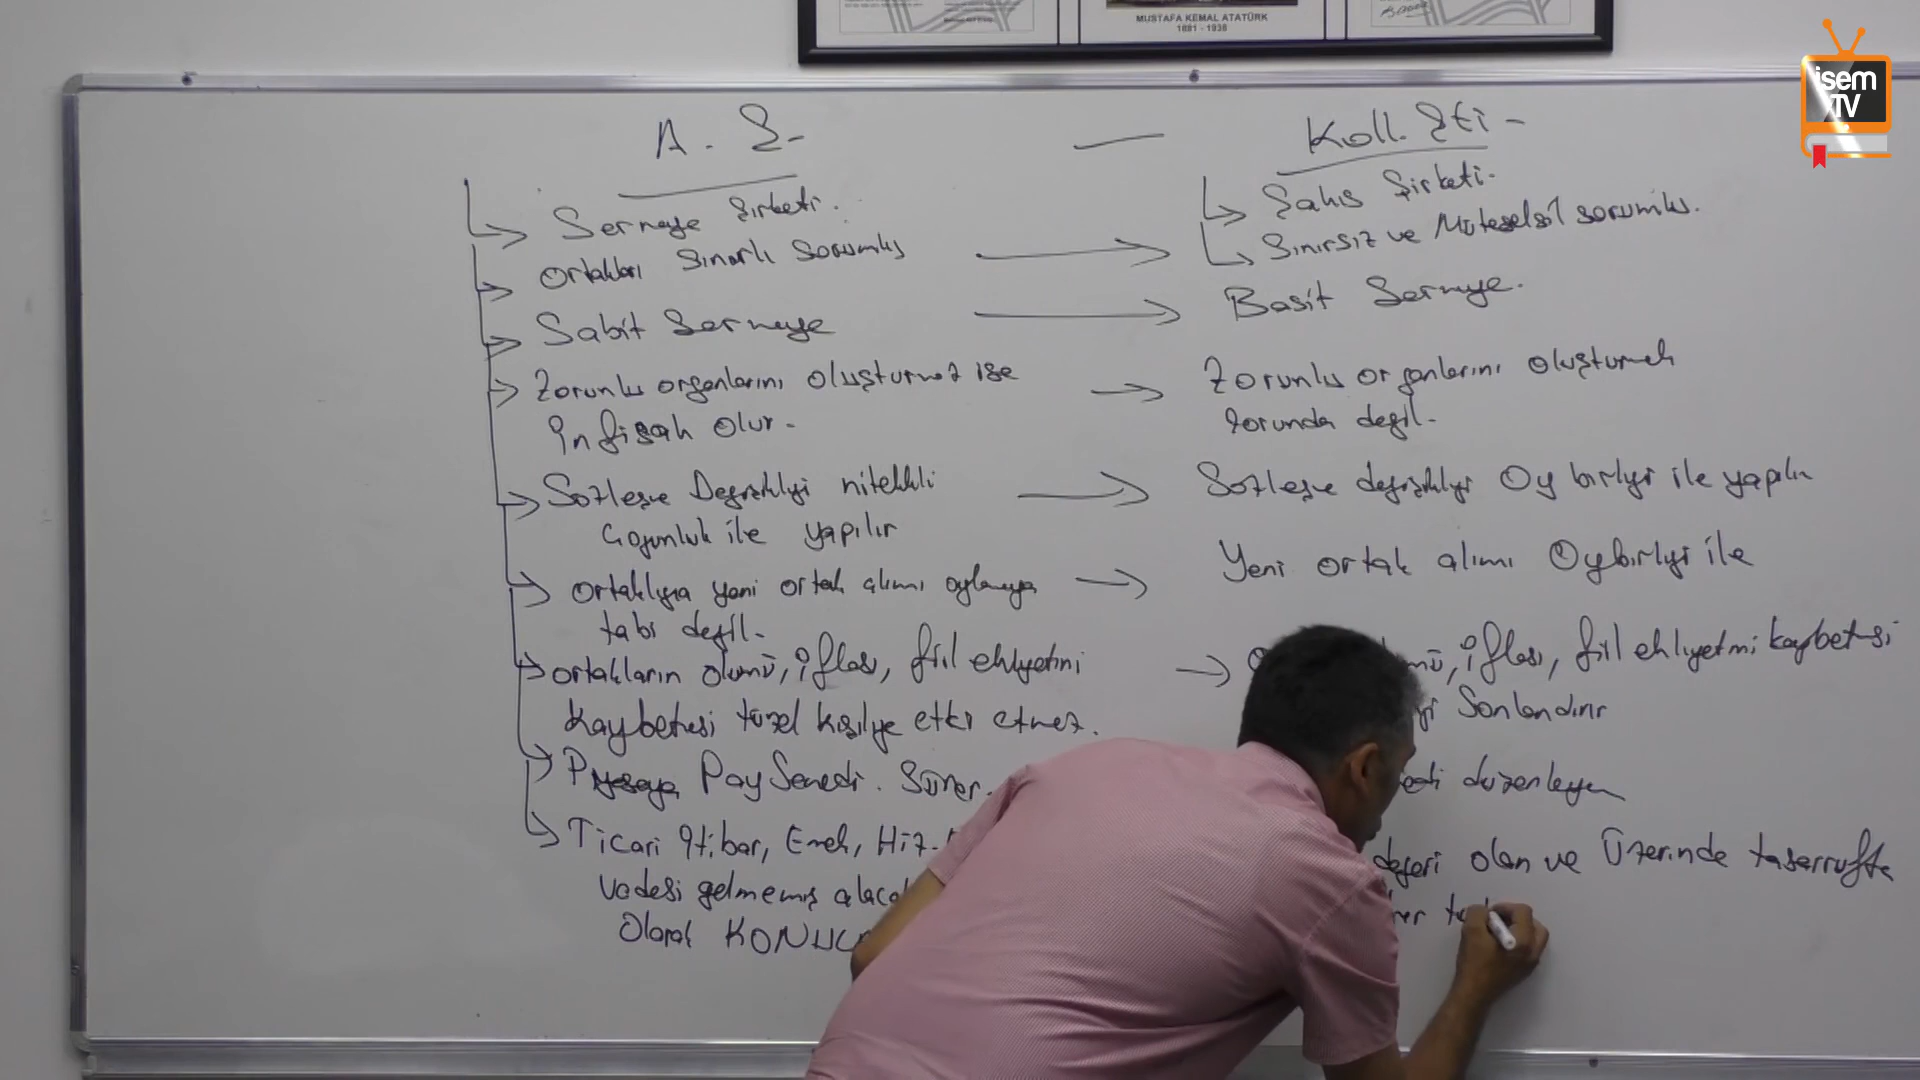 MUSTAFA KEMAL ATATÜRK
1881 - 1938
isem
TV
A. Ş. - Koll. Şti -
Sermaye Şirketi.
Ortakları Sınırlı Sorumlu
Sabit Sermaye
Zorunlu organlarını oluşturmaz ise
İnfisah Olur.
Sözleşme Değişikliği nitelikli
Çoğunluk ile yapılır
Ortaklığa yeni ortak alımı oylamaya
tabi değil.
Ortakların ölümü, iflası, fiil ehliyetini
Kaybetmesi tüzel kişiliğe etki etmez.
Piyasaya Pay Senedi. Sürer.
Ticari İtibar, Emek, Hiz.
Vadesi gelmemiş
Olarak
Şahıs Şirketi.
Sınırsız ve Müteselsil sorumlu.
Basit Sermaye.
Zorunlu organlarını oluşturmak
Zorunda değil.
Sözleşme değişikliği Oy birliği ile yapılır
Yeni ortak alımı Oybirliği ile
iflası, fiil ehliyetini kaybetmesi
Sonlandırır
düzenleyen
değeri olan ve Üzerinde tasarrufta